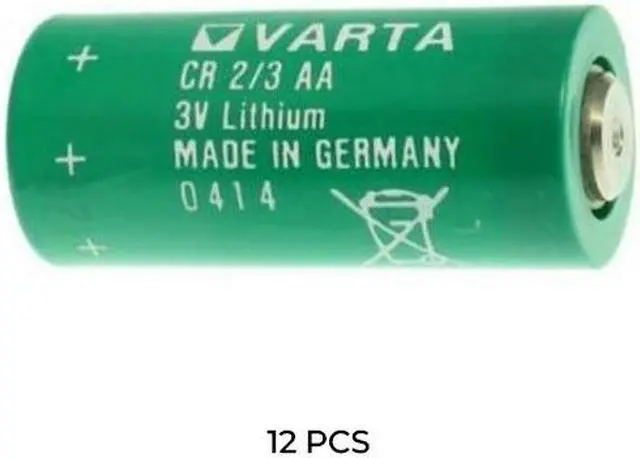 VARTA
CR 2/3 AA
3V Lithium
MADE IN GERMANY
0414
+
+
+
12 PCS